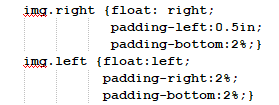 img.right {float: right;
padding-left:0.5in;
padding-bottom:2%;}
img.left {float:left;
padding-right:2%;
padding-bottom:2%;}